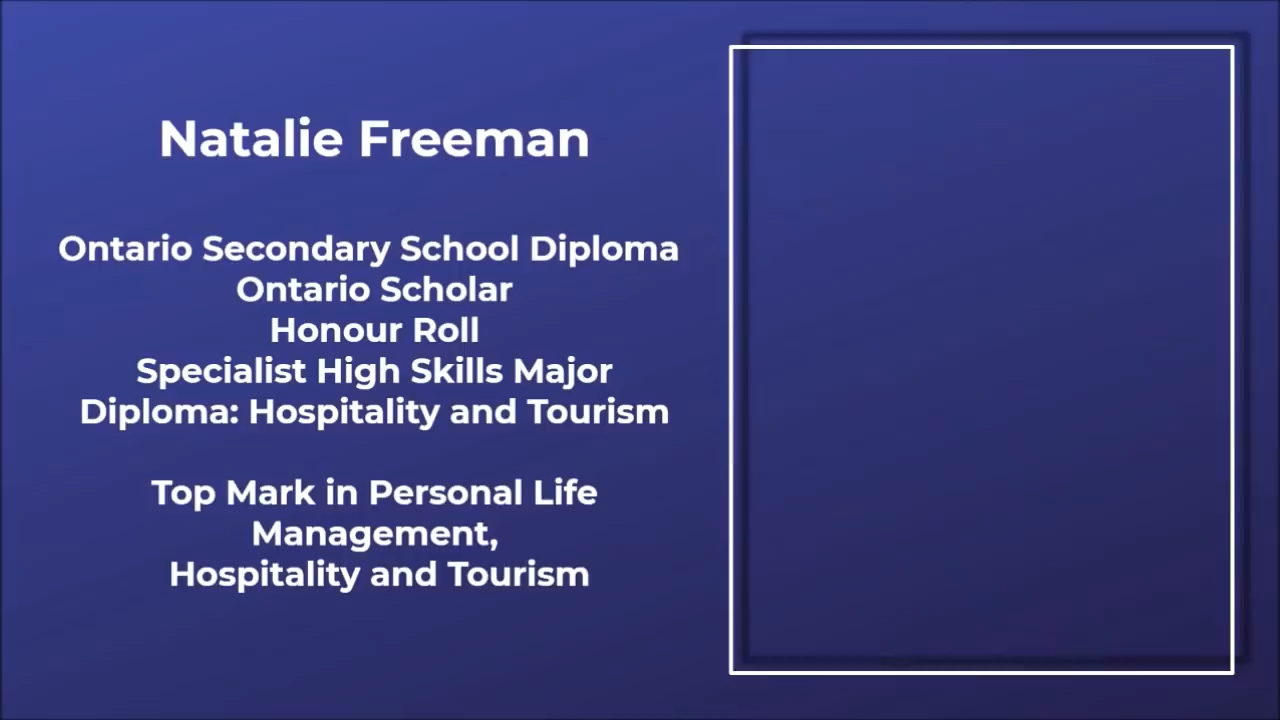 Natalie Freeman
Ontario Secondary School Diploma
Ontario Scholar
Honour Roll
Specialist High Skills Major
Diploma: Hospitality and Tourism
Top Mark in Personal Life
Management,
Hospitality and Tourism